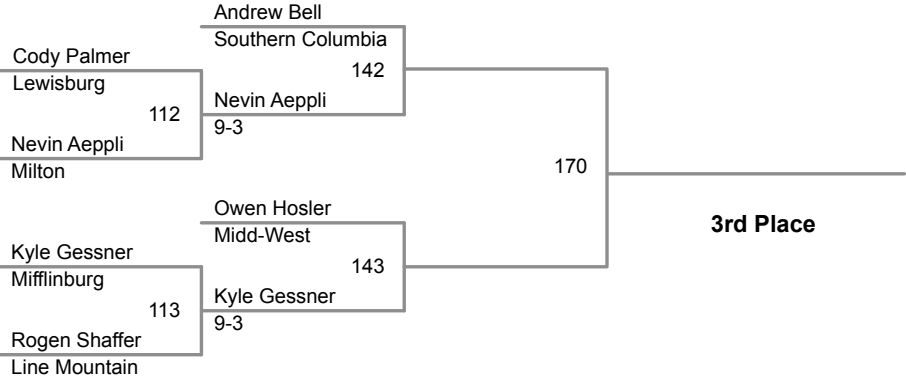 Andrew Bell
Southern Columbia
Cody Palmer
Lewisburg
142
112
Nevin Aeppli
9-3
Nevin Aeppli
Milton
170
Owen Hosler
Midd-West
3rd Place
Kyle Gessner
Mifflinburg
143
113
Kyle Gessner
9-3
Rogen Shaffer
Line Mountain